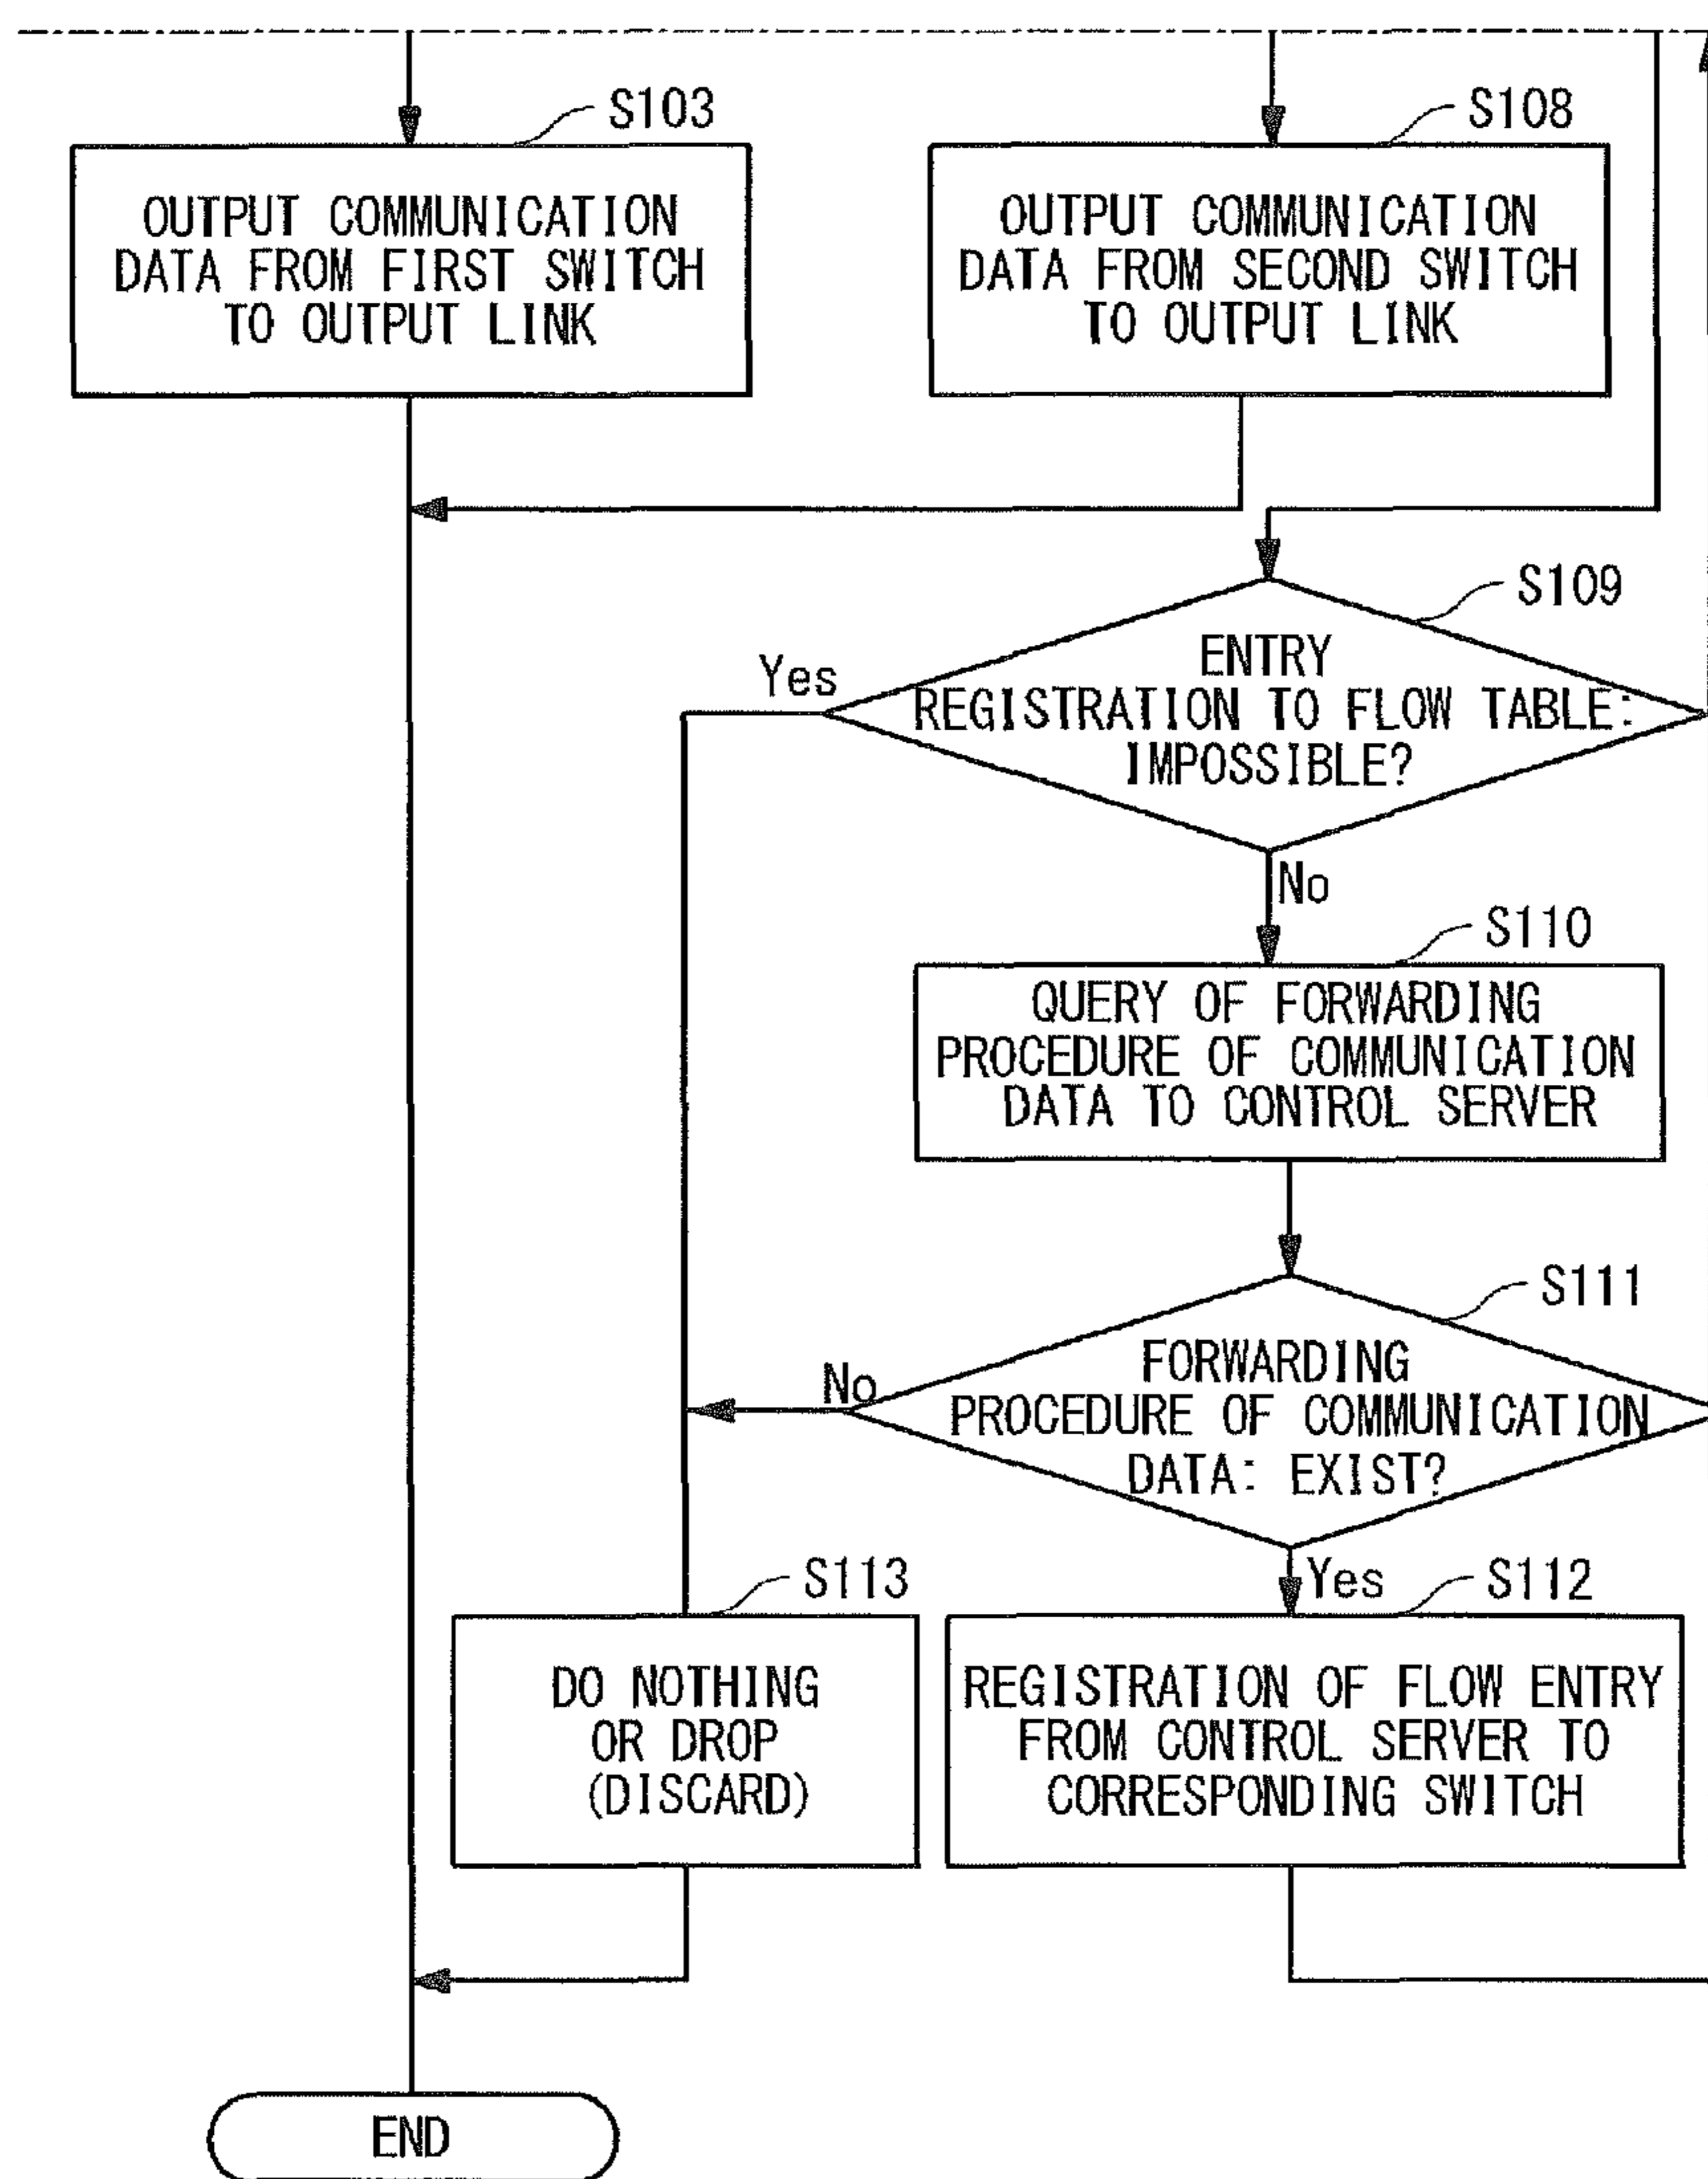 S103
OUTPUT COMMUNICATION
DATA FROM FIRST SWITCH
TO OUTPUT LINK
S108
OUTPUT COMMUNICATION
DATA FROM SECOND SWITCH
TO OUTPUT LINK
S109
Yes
ENTRY
REGISTRATION TO FLOW TABLE:
IMPOSSIBLE?
No
S110
QUERY OF FORWARDING
PROCEDURE OF COMMUNICATION
DATA TO CONTROL SERVER
S111
No
FORWARDING
PROCEDURE OF COMMUNICATION
DATA: EXIST?
Yes
S113
DO NOTHING
OR DROP
(DISCARD)
S112
REGISTRATION OF FLOW ENTRY
FROM CONTROL SERVER TO
CORRESPONDING SWITCH
END